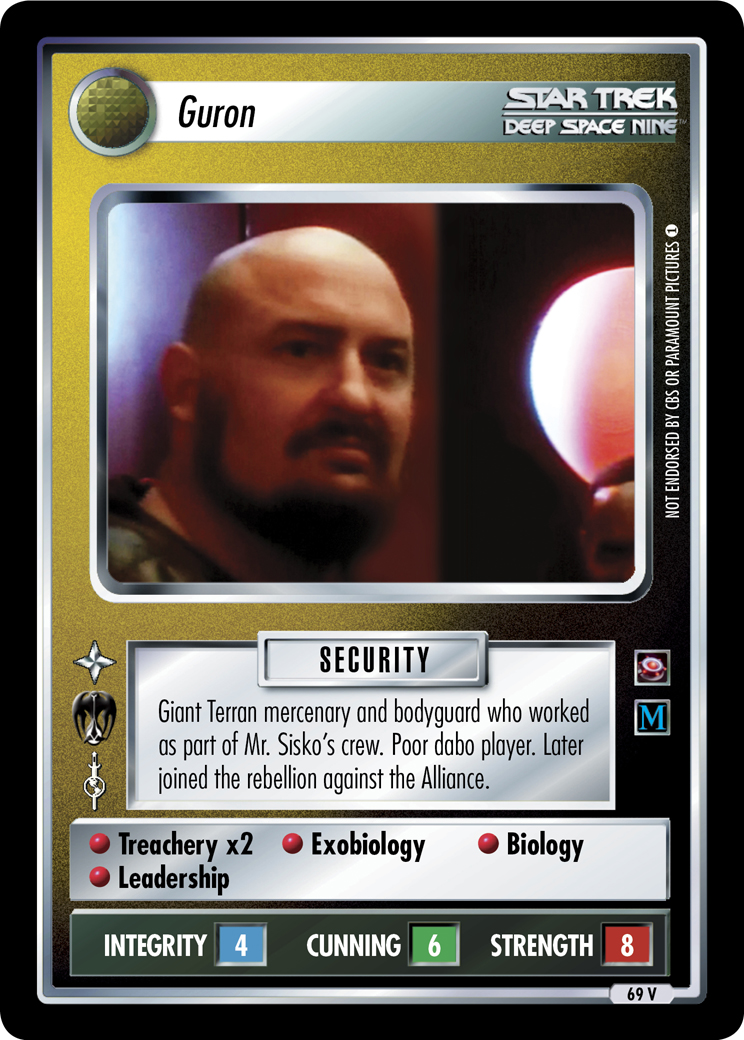 Guron
STAR TREK
DEEP SPACE NINE™
NOT ENDORSED BY CBS OR PARAMOUNT PICTURES 1
SECURITY
Giant Terran mercenary and bodyguard who worked
as part of Mr. Sisko's crew. Poor dabo player. Later
joined the rebellion against the Alliance.
M
Treachery x2 Exobiology Biology
Leadership
INTEGRITY 4 CUNNING 6 STRENGTH 8
69 V